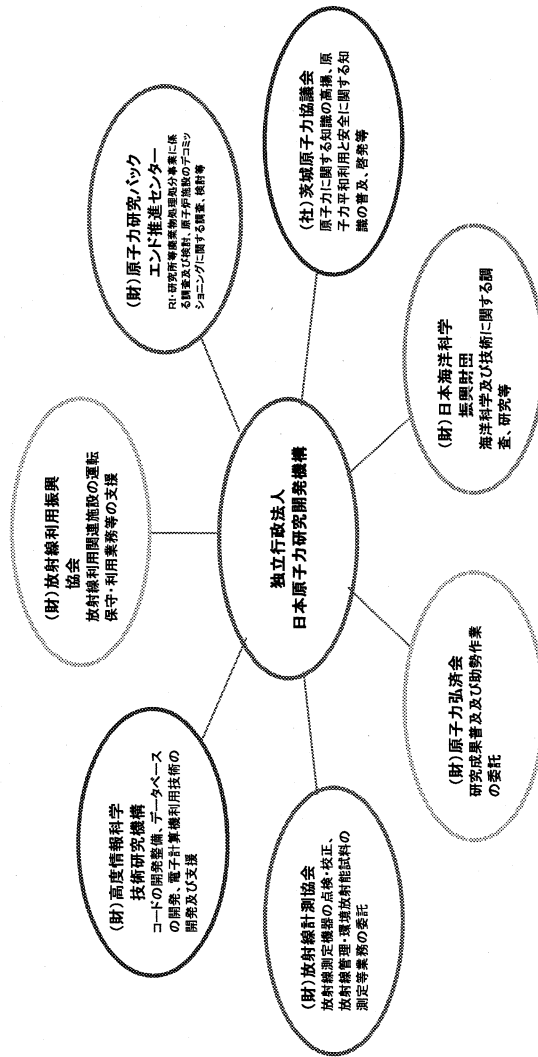 (財)放射線利用振興
協会
放射線利用関連施設の運転
保守・利用業務等の支援
(財)高度情報科学
技術研究機構
コードの開発整備、データベース
の開発、電子計算機利用技術の
開発及び支援
(財)原子力研究バック
エンド推進センター
RI・研究所等廃棄物処理処分事業に係
る調査及び検討、原子炉施設のデコミッ
ショニングに関する調査、検討等
独立行政法人
日本原子力研究開発機構
(財)放射線計測協会
放射線測定機器の点検・校正、
放射線管理・環境放射能試料の
測定等業務の委託
(社)茨城原子力協議会
原子力に関する知識の高揚、原
子力平和利用と安全に関する知
識の普及、啓発等
(財)原子力弘済会
研究成果普及及び助勢作業
の委託
(財)日本海洋科学
振興財団
海洋科学及び技術に関する調
査、研究等